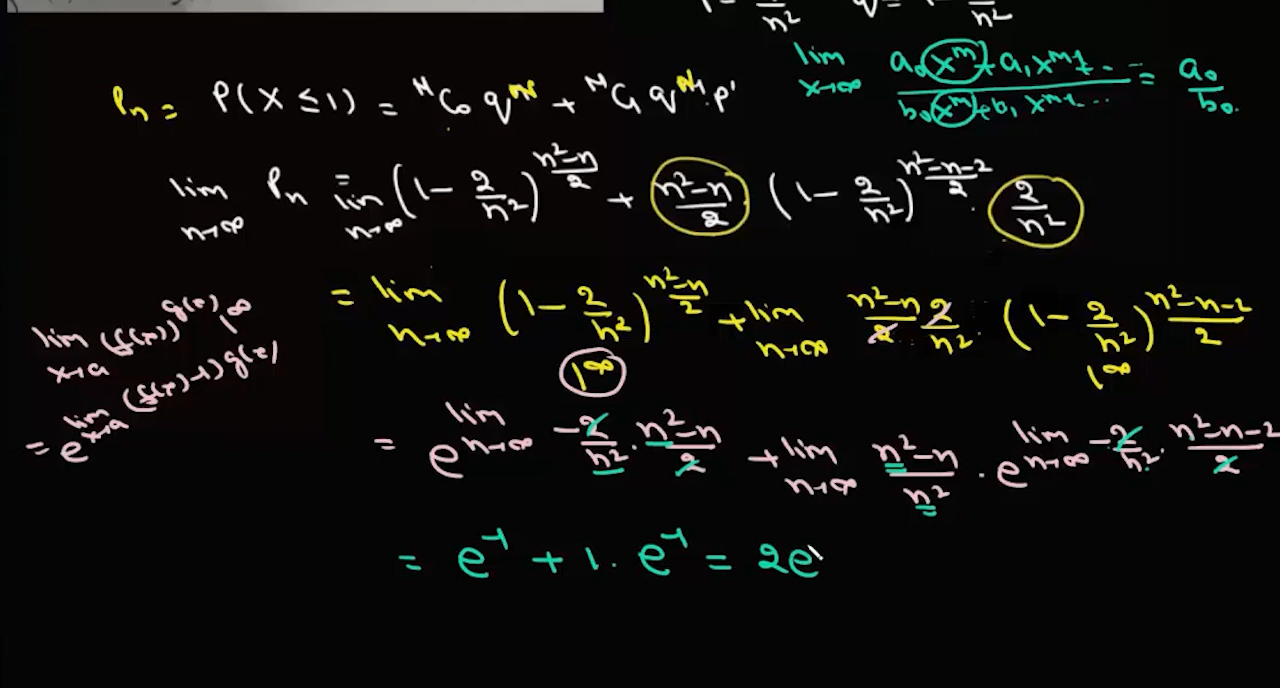 n² n²
lim x→∞ a₀x^m + a₁x^m-1 + ... / b₀x^m + b₁x^m-1 ... = a₀/b₀
Pₙ = P(X ≤ 1) = ᴺC₀ q^N + ᴺC₁ q^N-1 . p¹
lim n→∞ Pₙ = lim n→∞ (1 - 2/n²)^(n²-n)/2 + (n²-n)/2 (1 - 2/n²)^(n²-n-2)/2 . 2/n²
= lim n→∞ (1 - 2/n²)^(n²-n)/2 + lim n→∞ (n²-n)/2 2/n² . (1 - 2/n²)^(n²-n-2)/2
1^∞ 1^∞
lim x→a (f(x))^g(x) 1^∞
= e^lim x→a (f(x)-1) g(x)
= e^lim n→∞ -2/n² . (n²-n)/2 + lim n→∞ (n²-n)/n² . e^lim n→∞ -2/n² . (n²-n-2)/2
= e⁻¹ + 1 . e⁻¹ = 2e